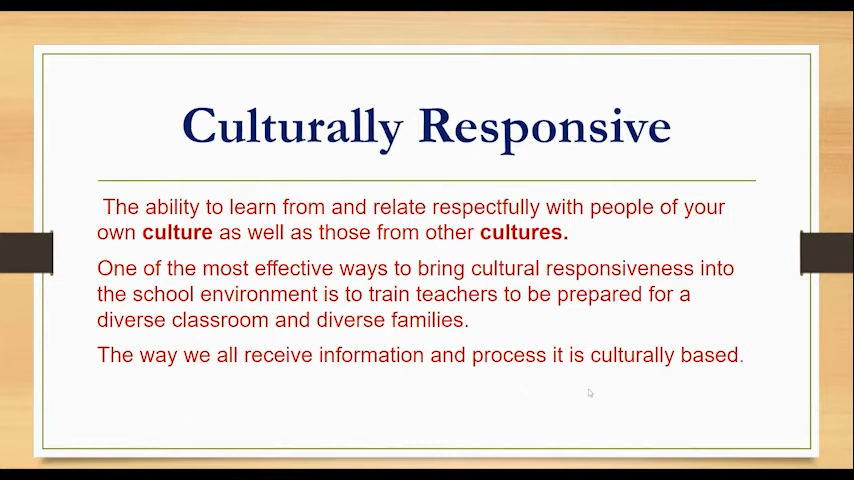 Culturally Responsive
The ability to learn from and relate respectfully with people of your
own culture as well as those from other cultures.
One of the most effective ways to bring cultural responsiveness into
the school environment is to train teachers to be prepared for a
diverse classroom and diverse families.
The way we all receive information and process it is culturally based.